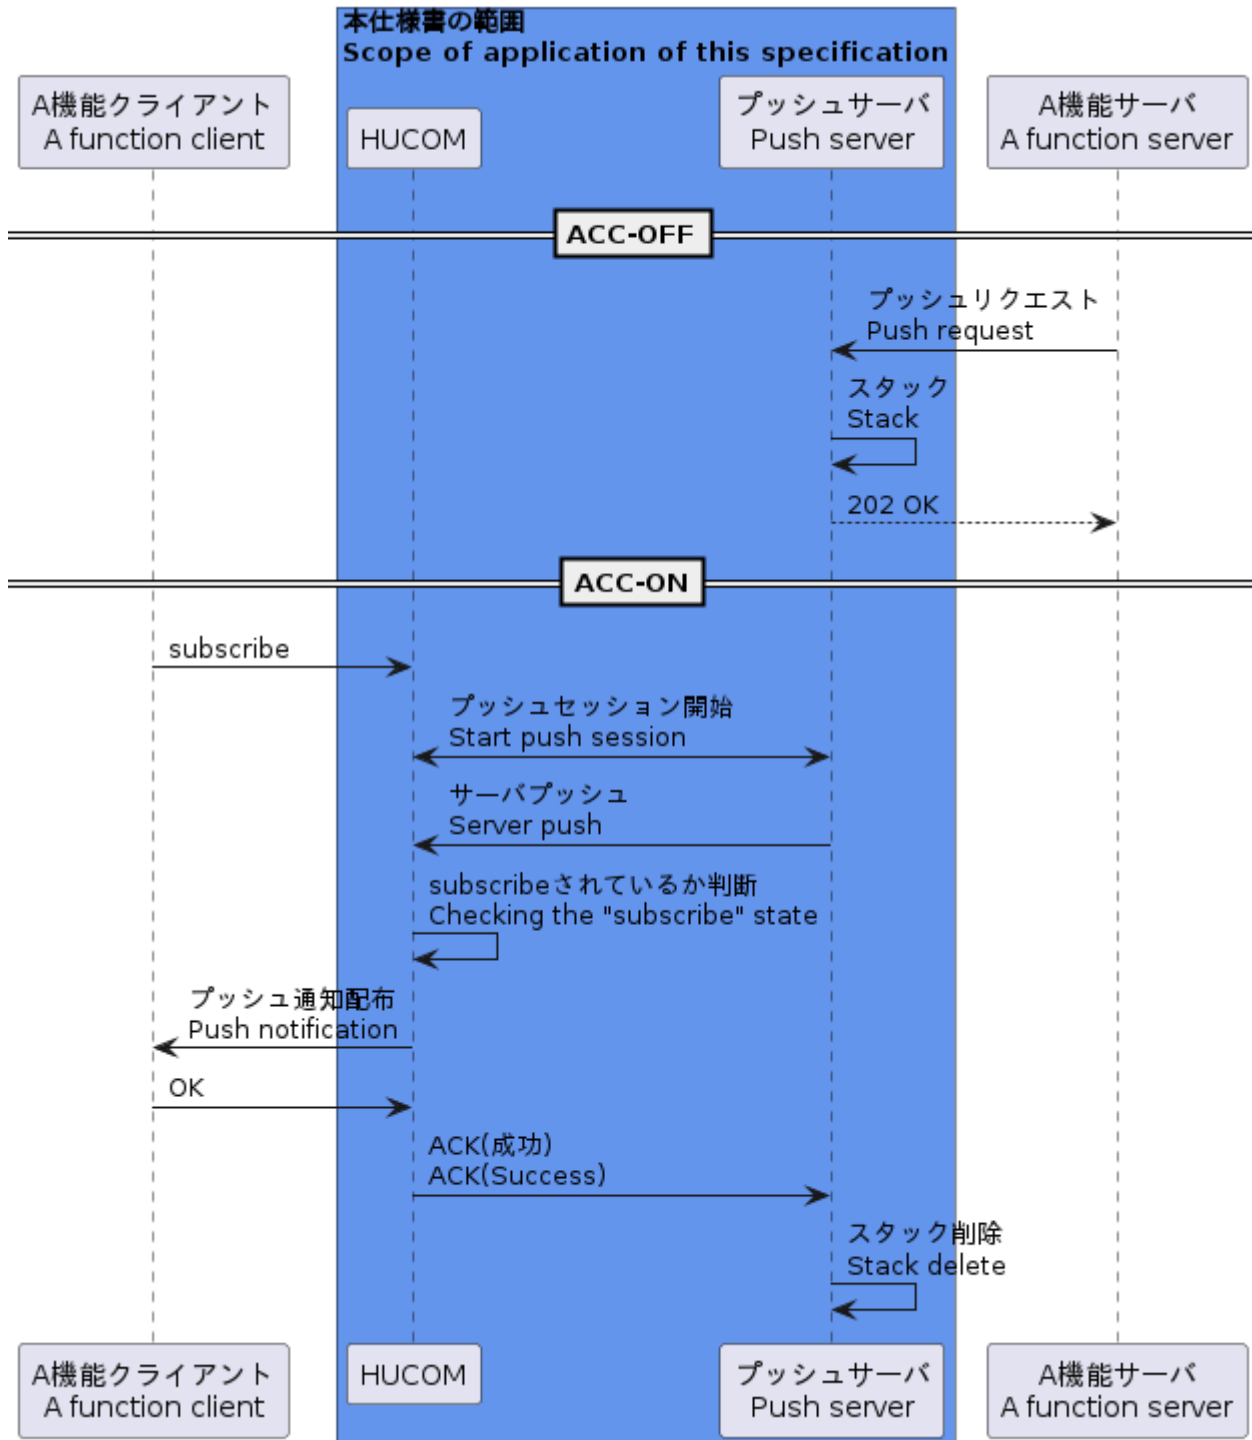 本仕様書の範囲
Scope of application of this specification
A機能クライアント
A function client
HUCOM
プッシュサーバ
Push server
A機能サーバ
A function server
ACC-OFF
プッシュリクエスト
Push request
スタック
Stack
202 OK
ACC-ON
subscribe
プッシュセッション開始
Start push session
サーバプッシュ
Server push
subscribeされているか判断
Checking the "subscribe" state
プッシュ通知配布
Push notification
OK
ACK(成功)
ACK(Success)
スタック削除
Stack delete
A機能クライアント
A function client
HUCOM
プッシュサーバ
Push server
A機能サーバ
A function server